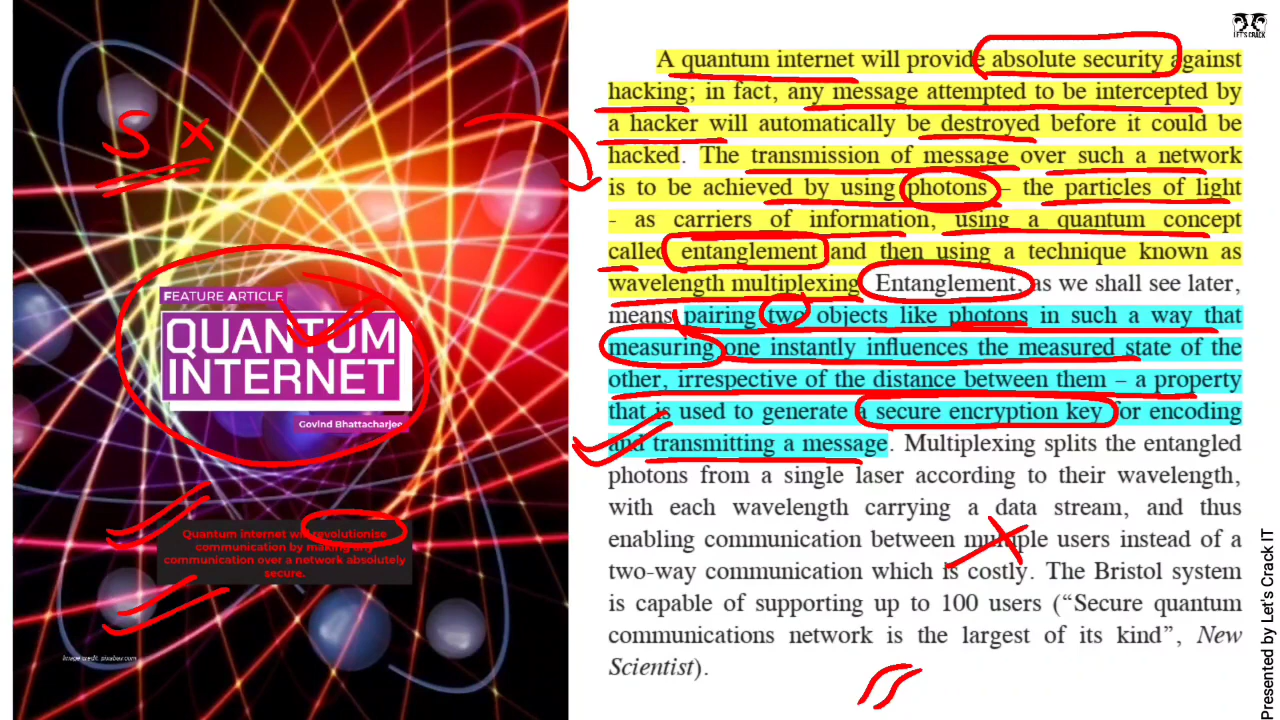 S x
FEATURE ARTICLE
QUANTUM
INTERNET
Govind Bhattacharjee
Quantum internet will revolutionise
communication by making any
communication over a network absolutely
secure.
Image credit: pixabay.com
LET'S CRACK
A quantum internet will provide absolute security against
hacking; in fact, any message attempted to be intercepted by
a hacker will automatically be destroyed before it could be
hacked. The transmission of message over such a network
is to be achieved by using photons – the particles of light
- as carriers of information, using a quantum concept
called entanglement and then using a technique known as
wavelength multiplexing. Entanglement, as we shall see later,
means pairing two objects like photons in such a way that
measuring one instantly influences the measured state of the
other, irrespective of the distance between them – a property
that is used to generate a secure encryption key for encoding
and transmitting a message. Multiplexing splits the entangled
photons from a single laser according to their wavelength,
with each wavelength carrying a data stream, and thus
enabling communication between multiple users instead of a
two-way communication which is costly. The Bristol system
is capable of supporting up to 100 users (“Secure quantum
communications network is the largest of its kind”, New
Scientist).
Presented by Let's Crack IT